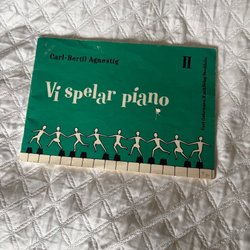 Carl-Bertil Agnestig
II
Vi spelar piano